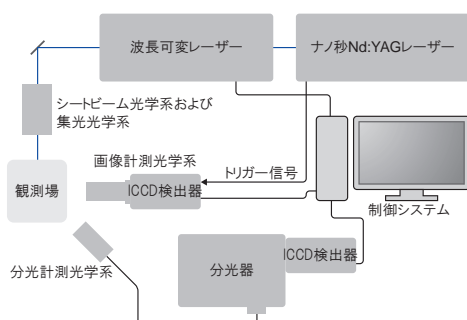 波長可変レーザー
ナノ秒Nd:YAGレーザー
シートビーム光学系および
集光光学系
画像計測光学系
トリガー信号
観測場
ICCD検出器
制御システム
分光計測光学系
分光器
ICCD検出器